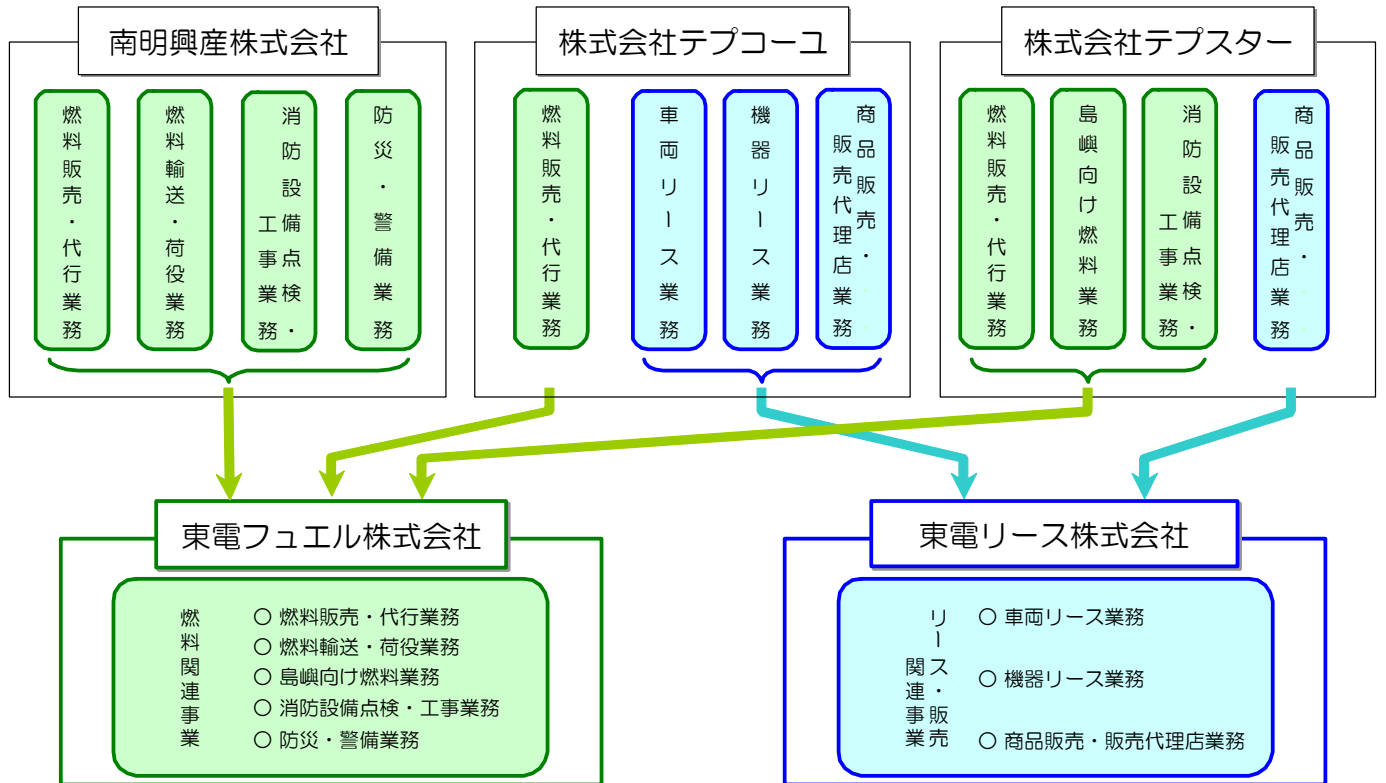 南明興産株式会社
燃料販売・代行業務
燃料輸送・荷役業務
消防設備点検・
工事業務
防災・警備業務
株式会社テプコーユ
燃料販売・代行業務
車両リース業務
機器リース業務
商品販売・
販売代理店業務
株式会社テプスター
燃料販売・代行業務
島嶼向け燃料業務
消防設備点検・
工事業務
商品販売・
販売代理店業務
東電フュエル株式会社
燃料関連事業
〇 燃料販売・代行業務
〇 燃料輸送・荷役業務
〇 島嶼向け燃料業務
〇 消防設備点検・工事業務
〇 防災・警備業務
東電リース株式会社
リース・販売
関連事業
〇 車両リース業務
〇 機器リース業務
〇 商品販売・販売代理店業務